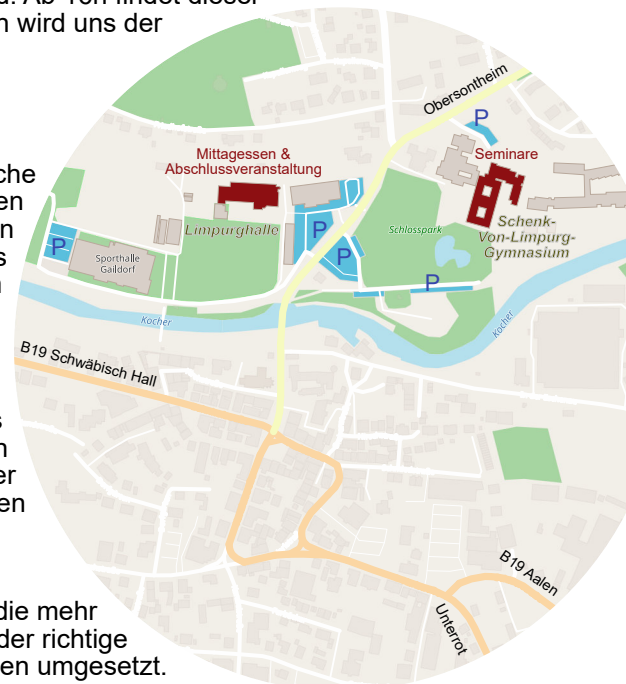 d. Ab 16h findet dieser
n wird uns der
che
en
n
s
n
s
n
er
en
die mehr
der richtige
en umgesetzt.
Obersontheim
P
Mittagessen &
Abschlussveranstaltung
Seminare
Limpurghalle
P
Schlosspark
Schenk-
Von-Limpurg-
Gymnasium
P
Sporthalle
Gaildorf
P
P
Kocher
Kocher
B19 Schwäbisch Hall
B19 Aalen
Unterrot